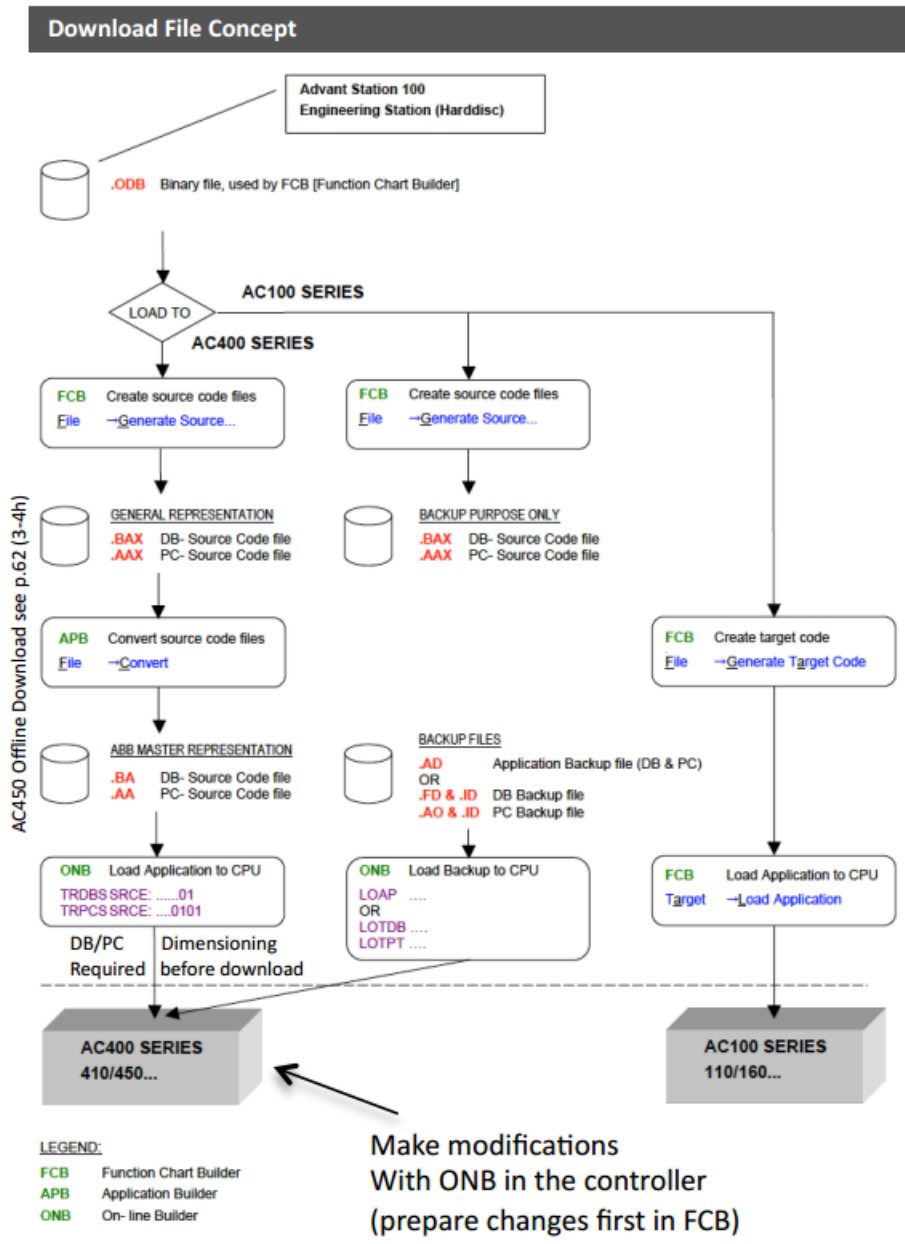 Download File Concept
Advant Station 100
Engineering Station (Harddisc)
.ODB Binary file, used by FCB [Function Chart Builder]
AC100 SERIES
LOAD TO
AC400 SERIES
FCB Create source code files
File →Generate Source...
FCB Create source code files
File →Generate Source...
AC450 Offline Download see p.62 (3-4h)
GENERAL REPRESENTATION
.BAX DB- Source Code file
.AAX PC- Source Code file
BACKUP PURPOSE ONLY
.BAX DB- Source Code file
.AAX PC- Source Code file
APB Convert source code files
File →Convert
FCB Create target code
File →Generate Target Code
ABB MASTER REPRESENTATION
.BA DB- Source Code file
.AA PC- Source Code file
BACKUP FILES
.AD Application Backup file (DB & PC)
OR
.FD & .ID DB Backup file
.AO & .ID PC Backup file
ONB Load Application to CPU
TRDBS SRCE: ......01
TRPCS SRCE: ....0101
ONB Load Backup to CPU
LOAP ....
OR
LOTDB ....
LOTPT ....
FCB Load Application to CPU
Target →Load Application
DB/PC Dimensioning
Required before download
AC400 SERIES
410/450...
AC100 SERIES
110/160...
Make modifications
With ONB in the controller
(prepare changes first in FCB)
LEGEND:
FCB Function Chart Builder
APB Application Builder
ONB On- line Builder